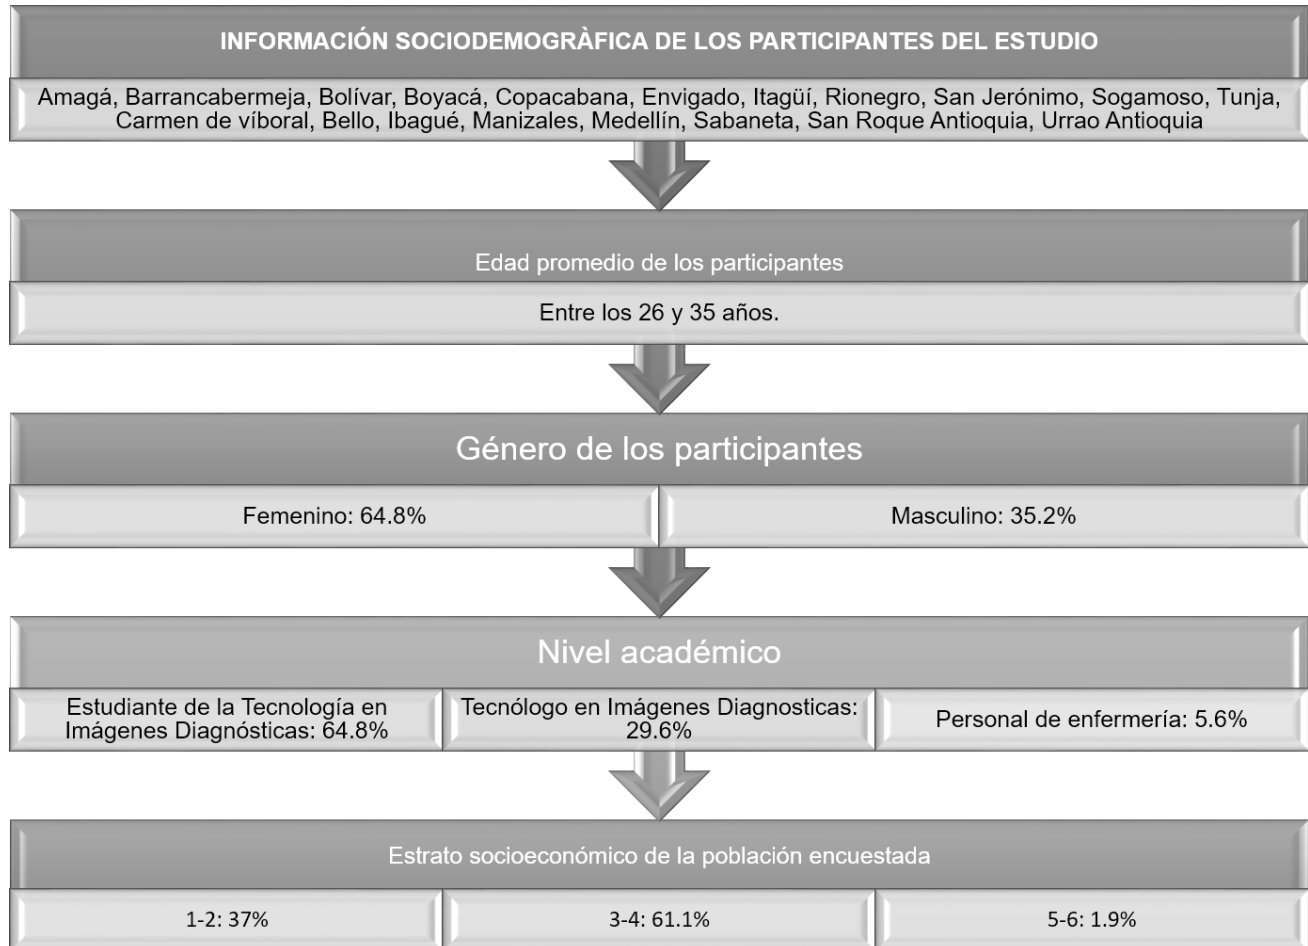 INFORMACIÓN SOCIODEMOGRÀFICA DE LOS PARTICIPANTES DEL ESTUDIO
Amagá, Barrancabermeja, Bolívar, Boyacá, Copacabana, Envigado, Itagüí, Rionegro, San Jerónimo, Sogamoso, Tunja,
Carmen de víboral, Bello, Ibagué, Manizales, Medellín, Sabaneta, San Roque Antioquia, Urrao Antioquia
Edad promedio de los participantes
Entre los 26 y 35 años.
Género de los participantes
Femenino: 64.8%
Masculino: 35.2%
Nivel académico
Estudiante de la Tecnología en
Imágenes Diagnósticas: 64.8%
Tecnólogo en Imágenes Diagnosticas:
29.6%
Personal de enfermería: 5.6%
Estrato socioeconómico de la población encuestada
1-2: 37%
3-4: 61.1%
5-6: 1.9%